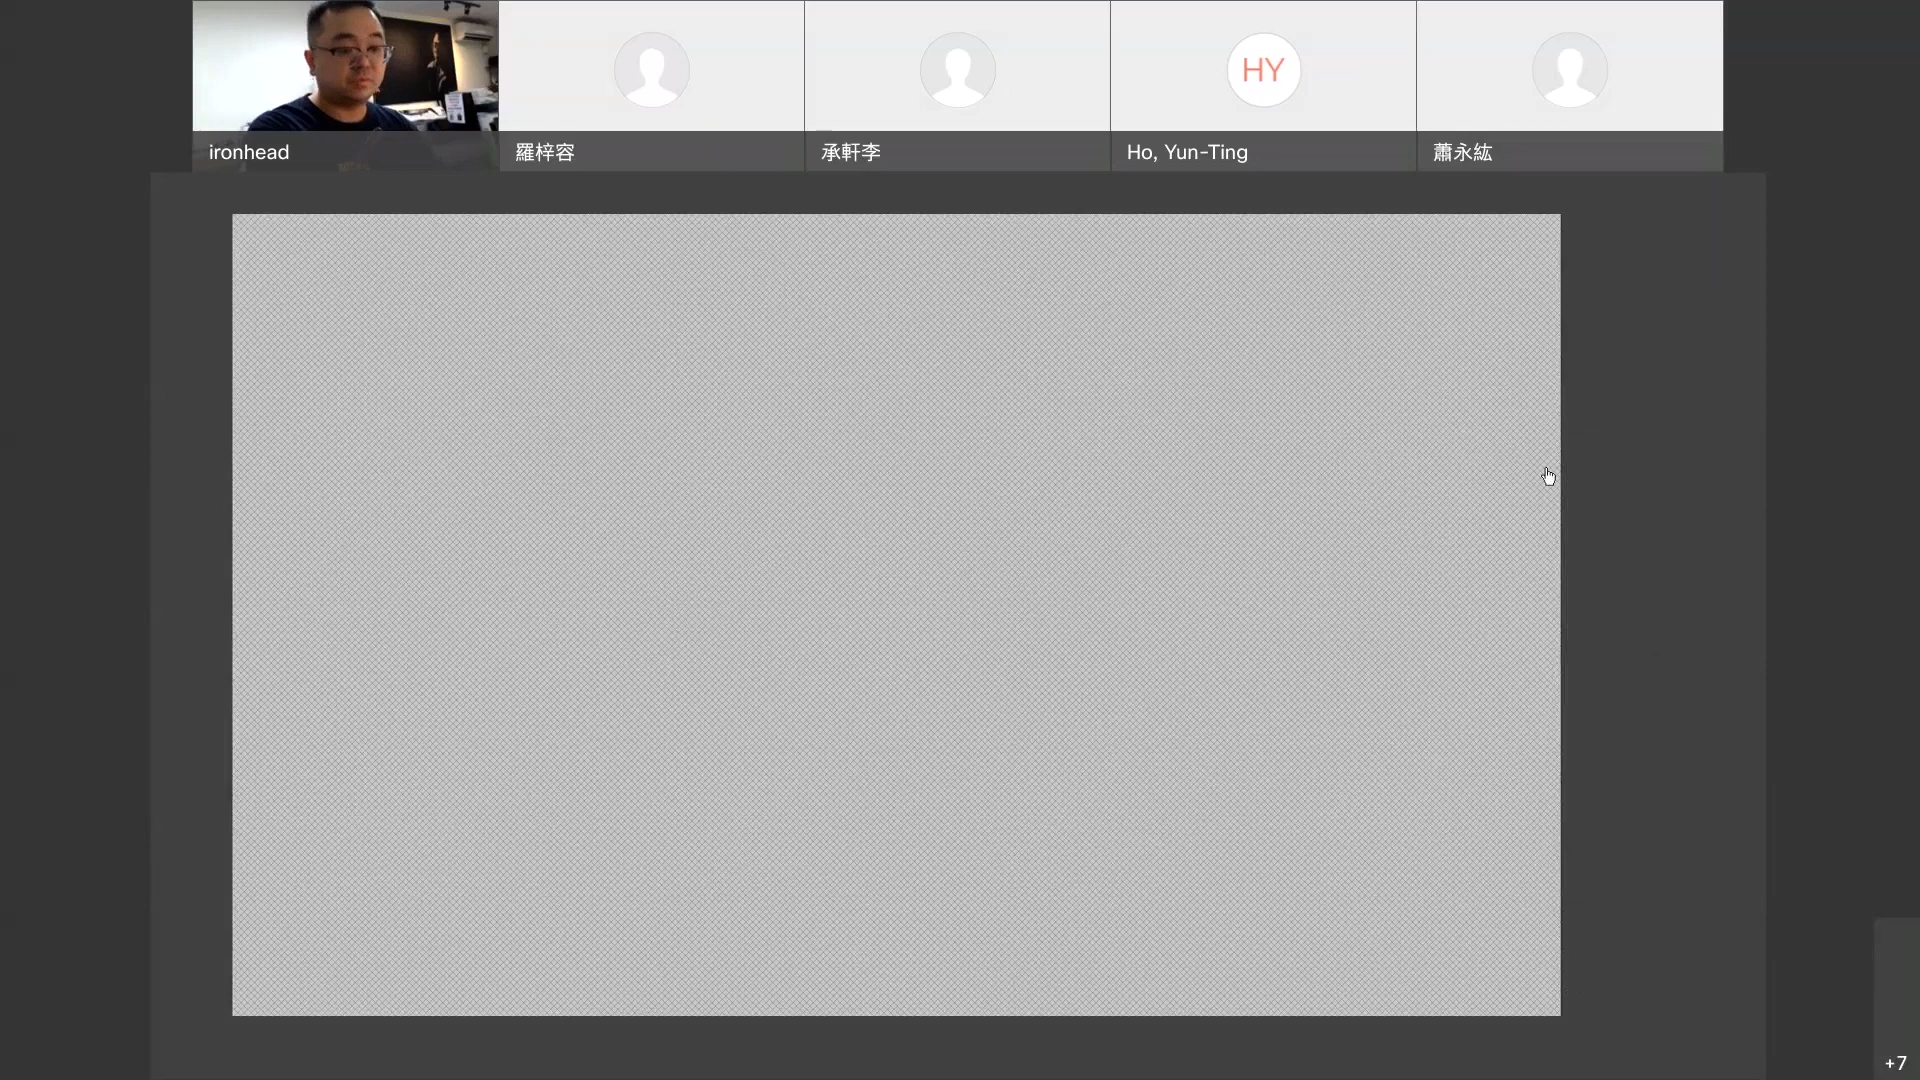 ironhead
羅梓容
承軒李
HY
Ho, Yun-Ting
蕭永紘
+7